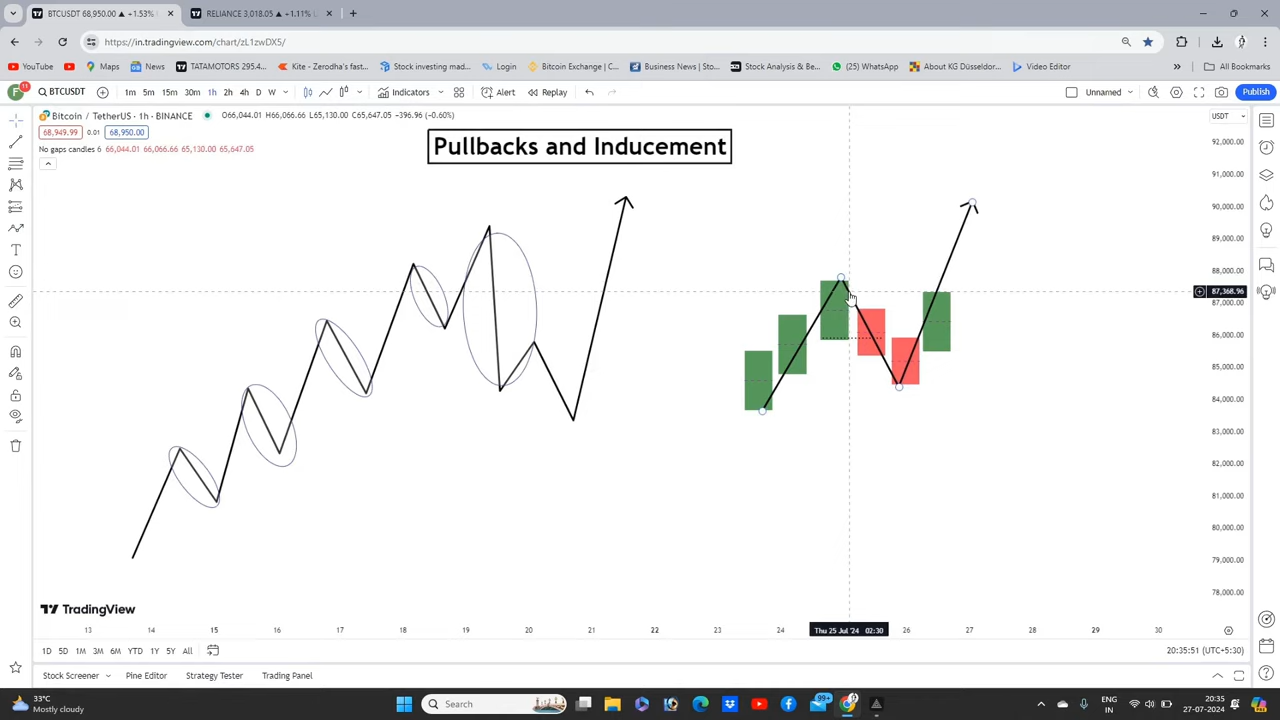 BTCUSDT 68,950.00 ▲ +1.53% × RELIANCE 3,018.05 ▲ +1.11% × +
https://in.tradingview.com/chart/zL1zwDX5/
YouTube Maps News TATAMOTORS 295.4... Kite - Zerodha's fast... Stock investing mad... Login Bitcoin Exchange | C... Business News | Sto... Stock Analysis & Be... (25) WhatsApp About KG Düsseldor... Video Editor » All Bookmarks
11 BTCUSDT 1m 5m 15m 30m 1h 2h 4h D W Indicators Alert Replay Unnamed Publish
Bitcoin / TetherUS · 1h · BINANCE O66,044.01 H66,066.66 L65,130.00 C65,647.05 −396.96 (−0.60%) USDT
68,949.99 0.01 68,950.00
No gaps candles 6 66,044.01 66,066.66 65,130.00 65,647.05
Pullbacks and Inducement
92,000.00
91,000.00
90,000.00
89,000.00
88,000.00
87,368.96
87,000.00
86,000.00
85,000.00
84,000.00
83,000.00
82,000.00
81,000.00
80,000.00
79,000.00
78,000.00
TradingView
13 14 15 16 17 18 19 20 21 22 23 24 Thu 25 Jul '24 02:30 26 27 29 30
1D 5D 1M 3M 6M YTD 1Y 5Y All 20:35:51 (UTC+5:30)
Stock Screener Pine Editor Strategy Tester Trading Panel
33°C
Mostly cloudy
Search
99+
ENG
IN
20:35
27-07-2024